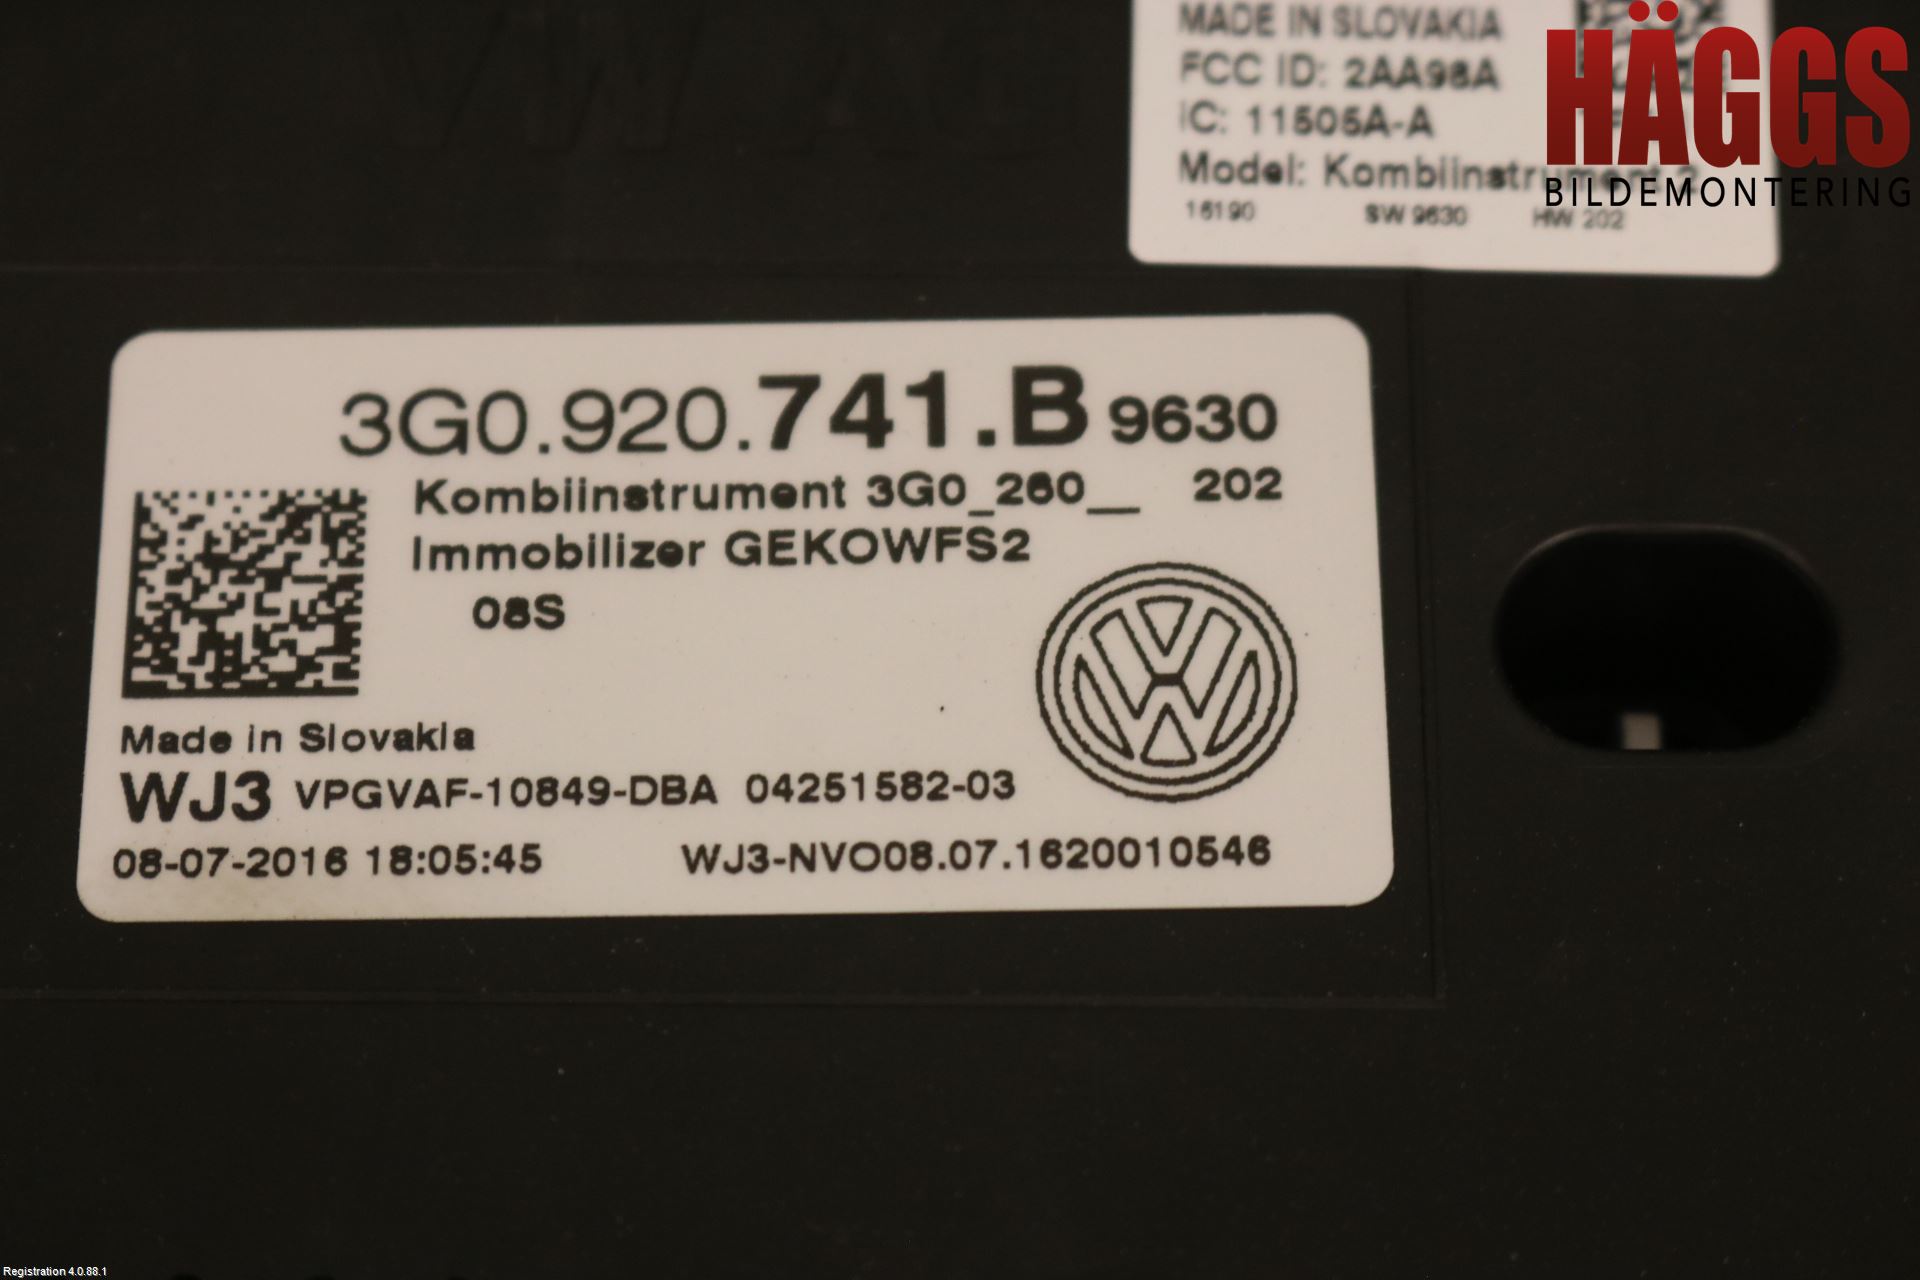 MADE IN SLOVAKIA
FCC ID: 2AA98A
IC: 11505A-A
Model: Kombiinstrument 2
16190 SW 9630 HW 202
HÄGGS
BILDEMONTERING
3G0.920.741.B 9630
Kombiinstrument 3G0_260__ 202
Immobilizer GEKOWFS2
08S
Made in Slovakia
WJ3 VPGVAF-10849-DBA 04251582-03
08-07-2016 18:05:45 WJ3-NVO08.07.1620010546
Registration 4.0.88.1